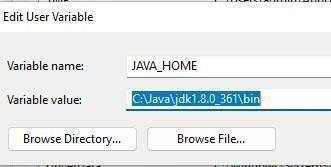 Edit User Variable
Variable name:
JAVA_HOME
Variable value:
C:\Java\jdk1.8.0_361\bin
Browse Directory...
Browse File...